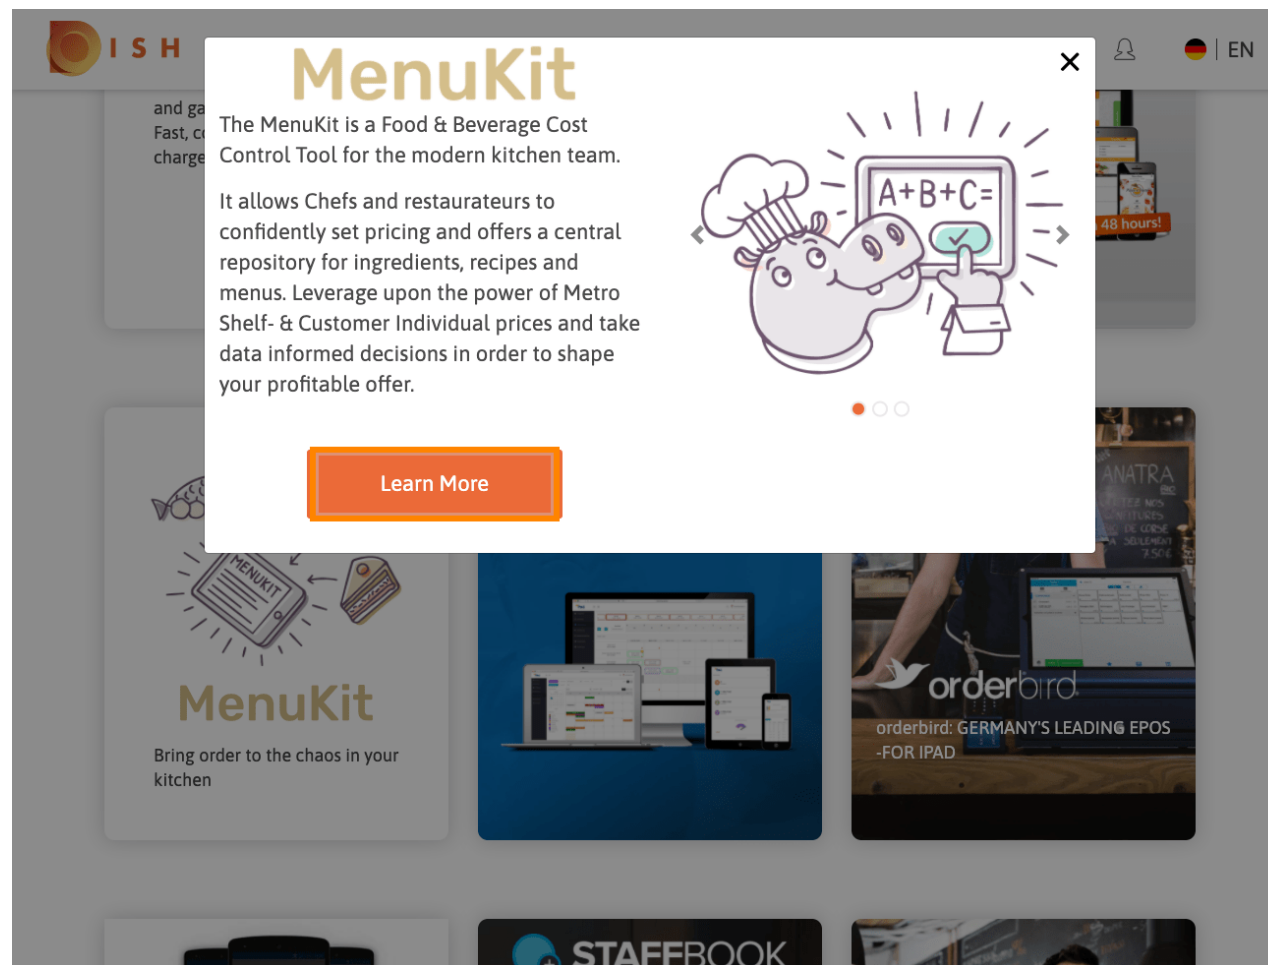 ISH
EN
and ga
Fast, c
charge
MenuKit
The MenuKit is a Food & Beverage Cost
Control Tool for the modern kitchen team.
It allows Chefs and restaurateurs to
confidently set pricing and offers a central
repository for ingredients, recipes and
menus. Leverage upon the power of Metro
Shelf- & Customer Individual prices and take
data informed decisions in order to shape
your profitable offer.
Learn More
A+B+C=
48 hours!
MENUKIT
MenuKit
Bring order to the chaos in your
kitchen
ANATRA
DE CORSE
7.50€
orderbird
orderbird: GERMANY'S LEADING EPOS
-FOR IPAD
STAFFBOOK